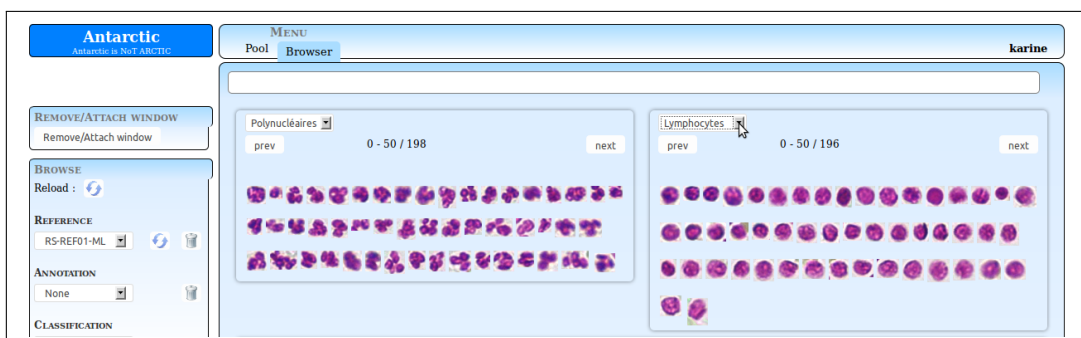 Antarctic
Antarctic is NoT ARCTIC
MENU
Pool Browser
karine
REMOVE/ATTACH WINDOW
Remove/Attach window
BROWSE
Reload :
REFERENCE
RS-REF01-ML
ANNOTATION
None
CLASSIFICATION
Polynucléaires
prev 0 - 50 / 198 next
Lymphocytes
prev 0 - 50 / 196 next